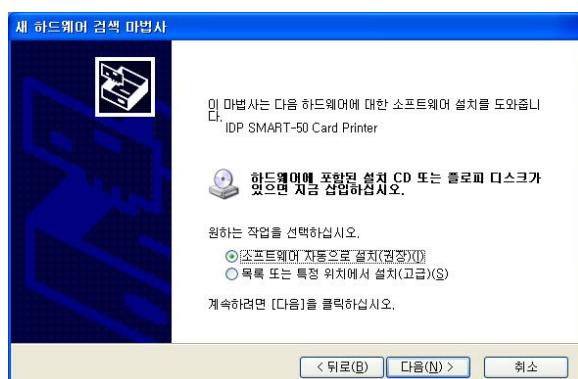 새 하드웨어 검색 마법사
이 마법사는 다음 하드웨어에 대한 소프트웨어 설치를 도와줍니
다.
IDP SMART-50 Card Printer
하드웨어에 포함된 설치 CD 또는 플로피 디스크가
있으면 지금 삽입하십시오.
원하는 작업을 선택하십시오.
소프트웨어 자동으로 설치(권장)(I)
목록 또는 특정 위치에서 설치(고급)(S)
계속하려면 [다음]을 클릭하십시오.
< 뒤로(B) 다음(N) > 취소